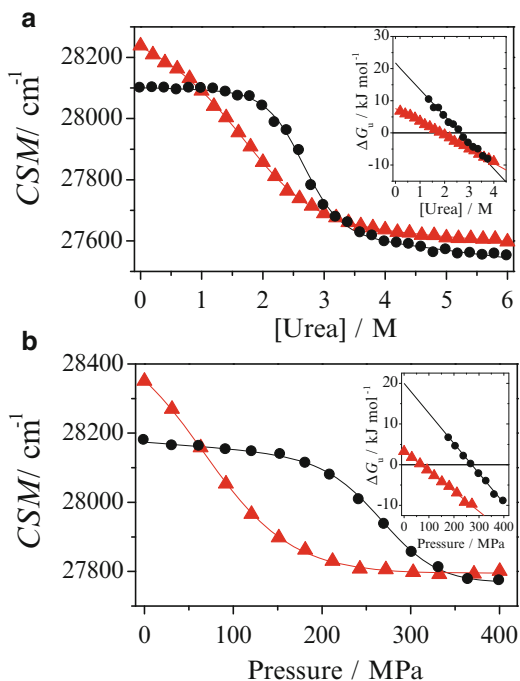 a
CSM/ cm⁻¹
28200
28000
27800
27600
0 1 2 3 4 5 6
[Urea] / M
ΔGᵤ / kJ mol⁻¹
30
20
10
0
-10
0 1 2 3 4
[Urea] / M
b
CSM/ cm⁻¹
28400
28200
28000
27800
0 100 200 300 400
Pressure / MPa
ΔGᵤ / kJ mol⁻¹
20
10
0
-10
0 100 200 300 400
Pressure / MPa